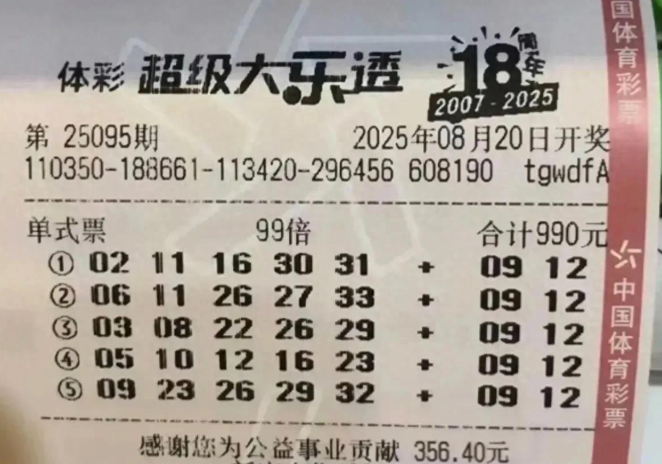 体彩 超级大乐透 18周年
2007-2025
第 25095期 2025年08月20日开奖
110350-188661-113420-296456 608190 tgwdfA
单式票 99倍 合计990元
① 02 11 16 30 31 + 09 12
② 06 11 26 27 33 + 09 12
③ 03 08 22 26 29 + 09 12
④ 05 10 12 16 23 + 09 12
⑤ 09 23 26 29 32 + 09 12
感谢您为公益事业贡献 356.40元
国体育彩票
中国体育彩票